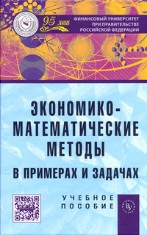 95 лет
ФИНАНСОВЫЙ УНИВЕРСИТЕТ
ПРИ ПРАВИТЕЛЬСТВЕ
РОССИЙСКОЙ ФЕДЕРАЦИИ
ЭКОНОМИКО-
МАТЕМАТИЧЕСКИЕ
МЕТОДЫ
В ПРИМЕРАХ И ЗАДАЧАХ
УЧЕБНОЕ
ПОСОБИЕ